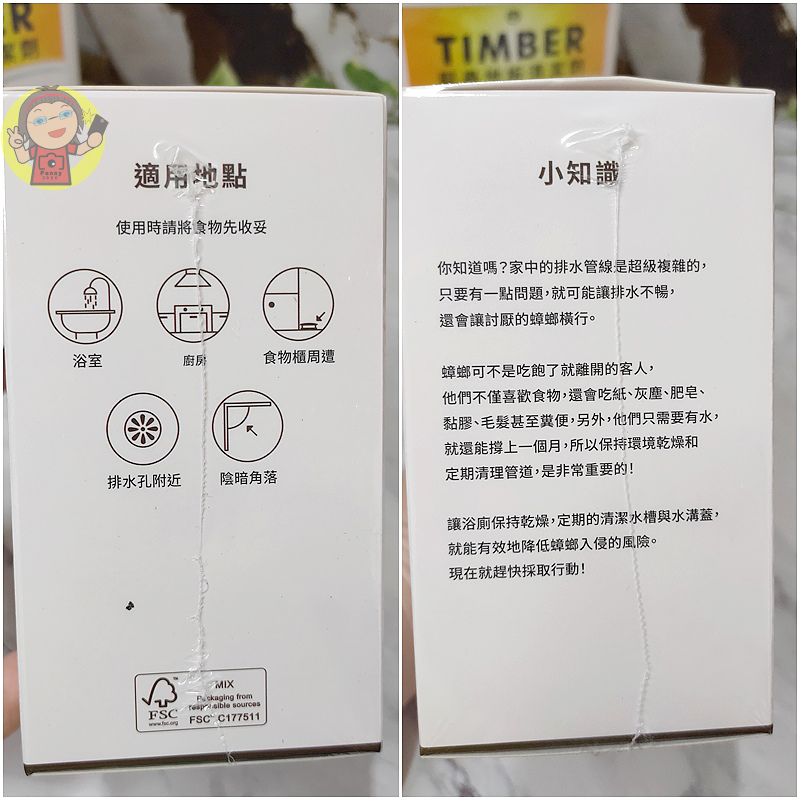 適用地點
使用時請將食物先收妥
浴室
廚房
食物櫃周遭
排水孔附近
陰暗角落
FSC
www.fsc.org
MIX
Packaging from
responsible sources
FSC® C177511
Penny
TIMBER
小知識
你知道嗎？家中的排水管線是超級複雜的，
只要有一點問題，就可能讓排水不暢，
還會讓討厭的蟑螂橫行。
蟑螂可不是吃飽了就離開的客人，
他們不僅喜歡食物，還會吃紙、灰塵、肥皂、
黏膠、毛髮甚至糞便，另外，他們只需要有水，
就還能撐上一個月，所以保持環境乾燥和
定期清理管道，是非常重要的！
讓浴廁保持乾燥，定期的清潔水槽與水溝蓋，
就能有效地降低蟑螂入侵的風險。
現在就趕快採取行動！